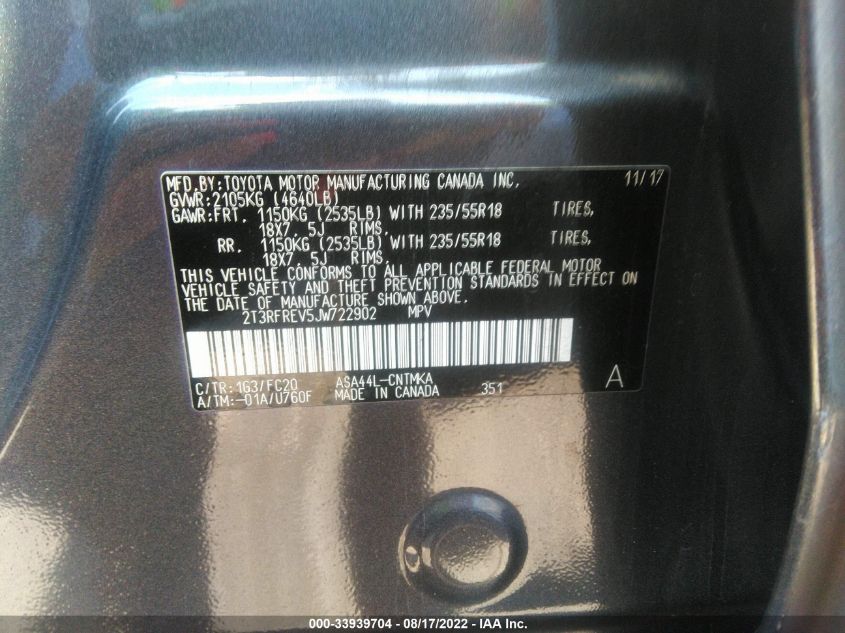 MFD.BY:TOYOTA MOTOR MANUFACTURING CANADA INC. 11/17
GVWR:2105KG (4640LB)
GAWR:FRT. 1150KG (2535LB) WITH 235/55R18 TIRES,
18X7.5J RIMS,
RR. 1150KG (2535LB) WITH 235/55R18 TIRES,
18X7.5J RIMS,
THIS VEHICLE CONFORMS TO ALL APPLICABLE FEDERAL MOTOR
VEHICLE SAFETY AND THEFT PREVENTION STANDARDS IN EFFECT ON
THE DATE OF MANUFACTURE SHOWN ABOVE.
2T3RFREV5JW722902 MPV
C/TR:1G3/FC20 ASA44L-CNTMKA
A/TM:-01A/U760F MADE IN CANADA 351 A
000-33939704 - 08/17/2022 - IAA Inc.